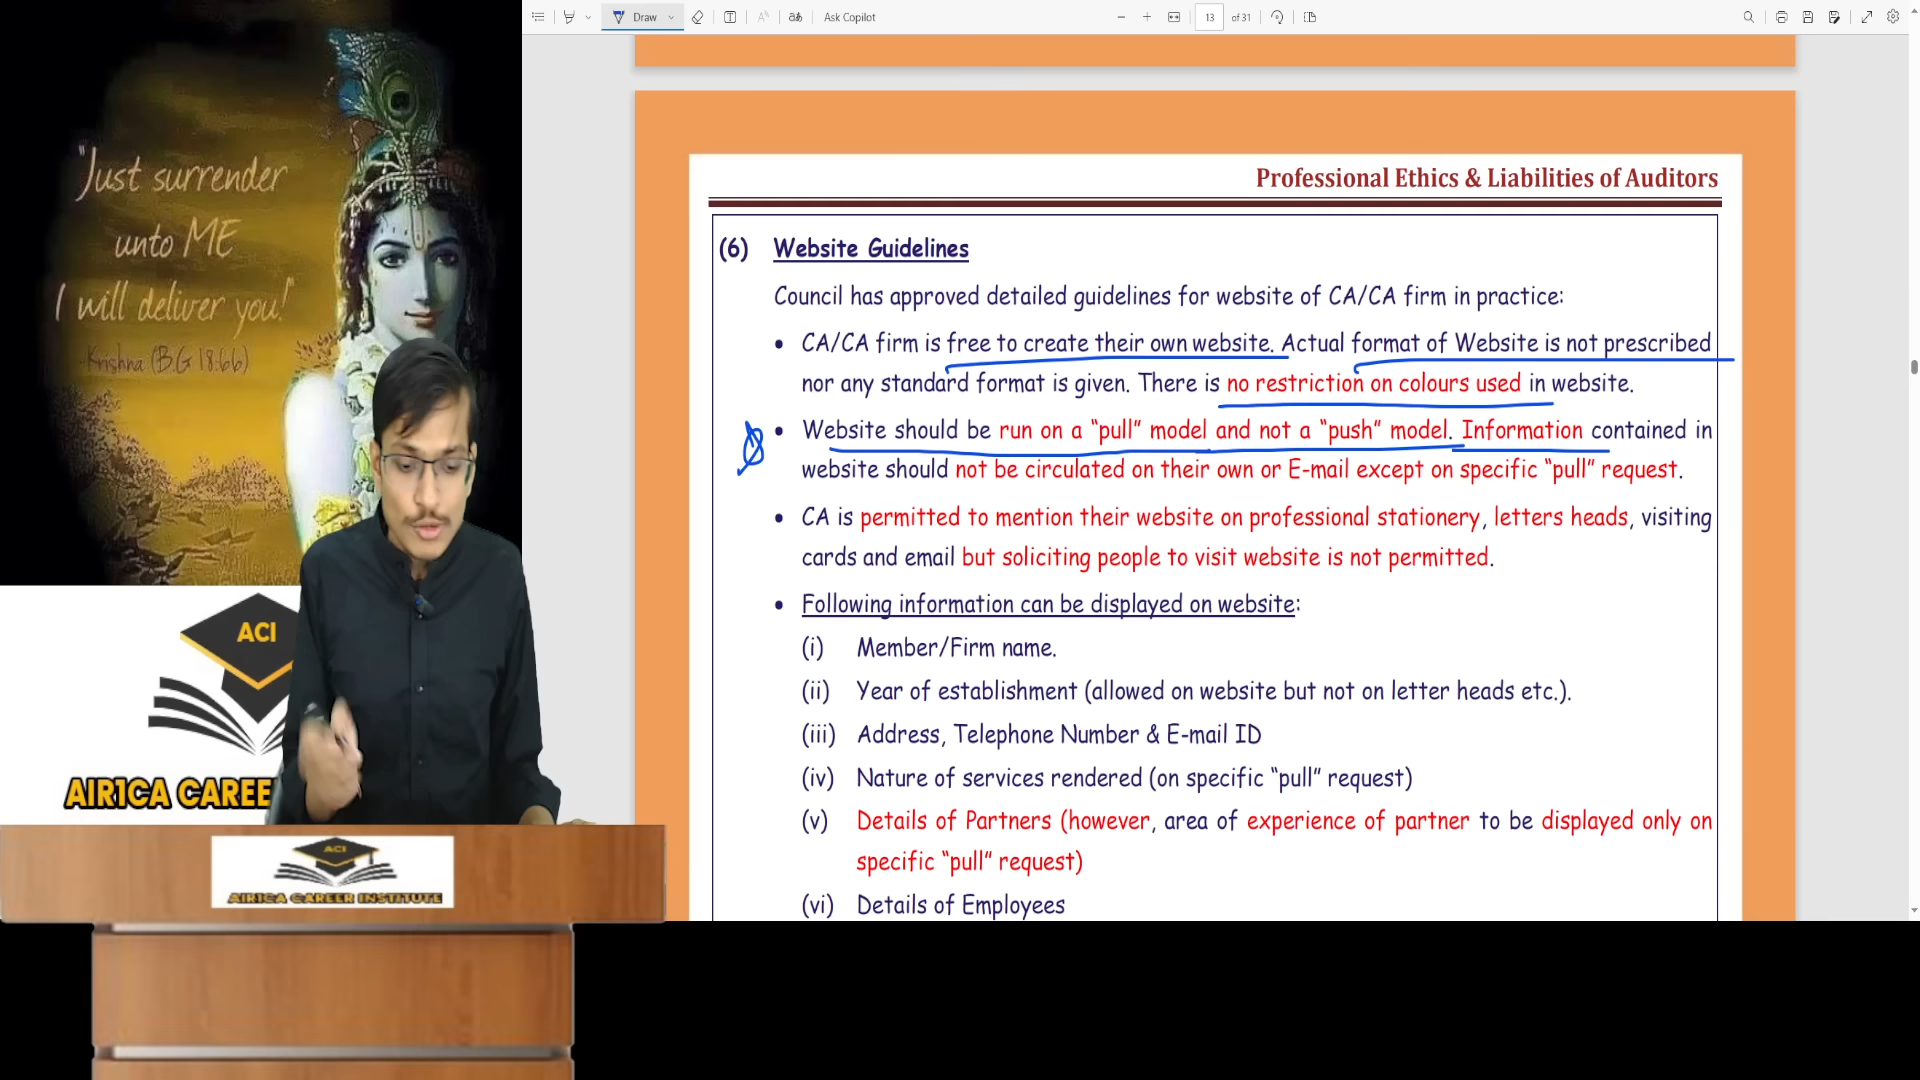 Draw
Ask Copilot
13
of 31
"Just surrender
unto ME
I will deliver you!"
- Krishna (B.G 18.66)
ACI
AIR1CA CAREE
ACI
AIR1CA CAREER INSTITUTE
Professional Ethics & Liabilities of Auditors
(6) Website Guidelines
Council has approved detailed guidelines for website of CA/CA firm in practice:
• CA/CA firm is free to create their own website. Actual format of Website is not prescribed
nor any standard format is given. There is no restriction on colours used in website.
• Website should be run on a “pull” model and not a “push” model. Information contained in
website should not be circulated on their own or E-mail except on specific “pull” request.
• CA is permitted to mention their website on professional stationery, letters heads, visiting
cards and email but soliciting people to visit website is not permitted.
• Following information can be displayed on website:
(i) Member/Firm name.
(ii) Year of establishment (allowed on website but not on letter heads etc.).
(iii) Address, Telephone Number & E-mail ID
(iv) Nature of services rendered (on specific “pull” request)
(v) Details of Partners (however, area of experience of partner to be displayed only on
specific “pull” request)
(vi) Details of Employees